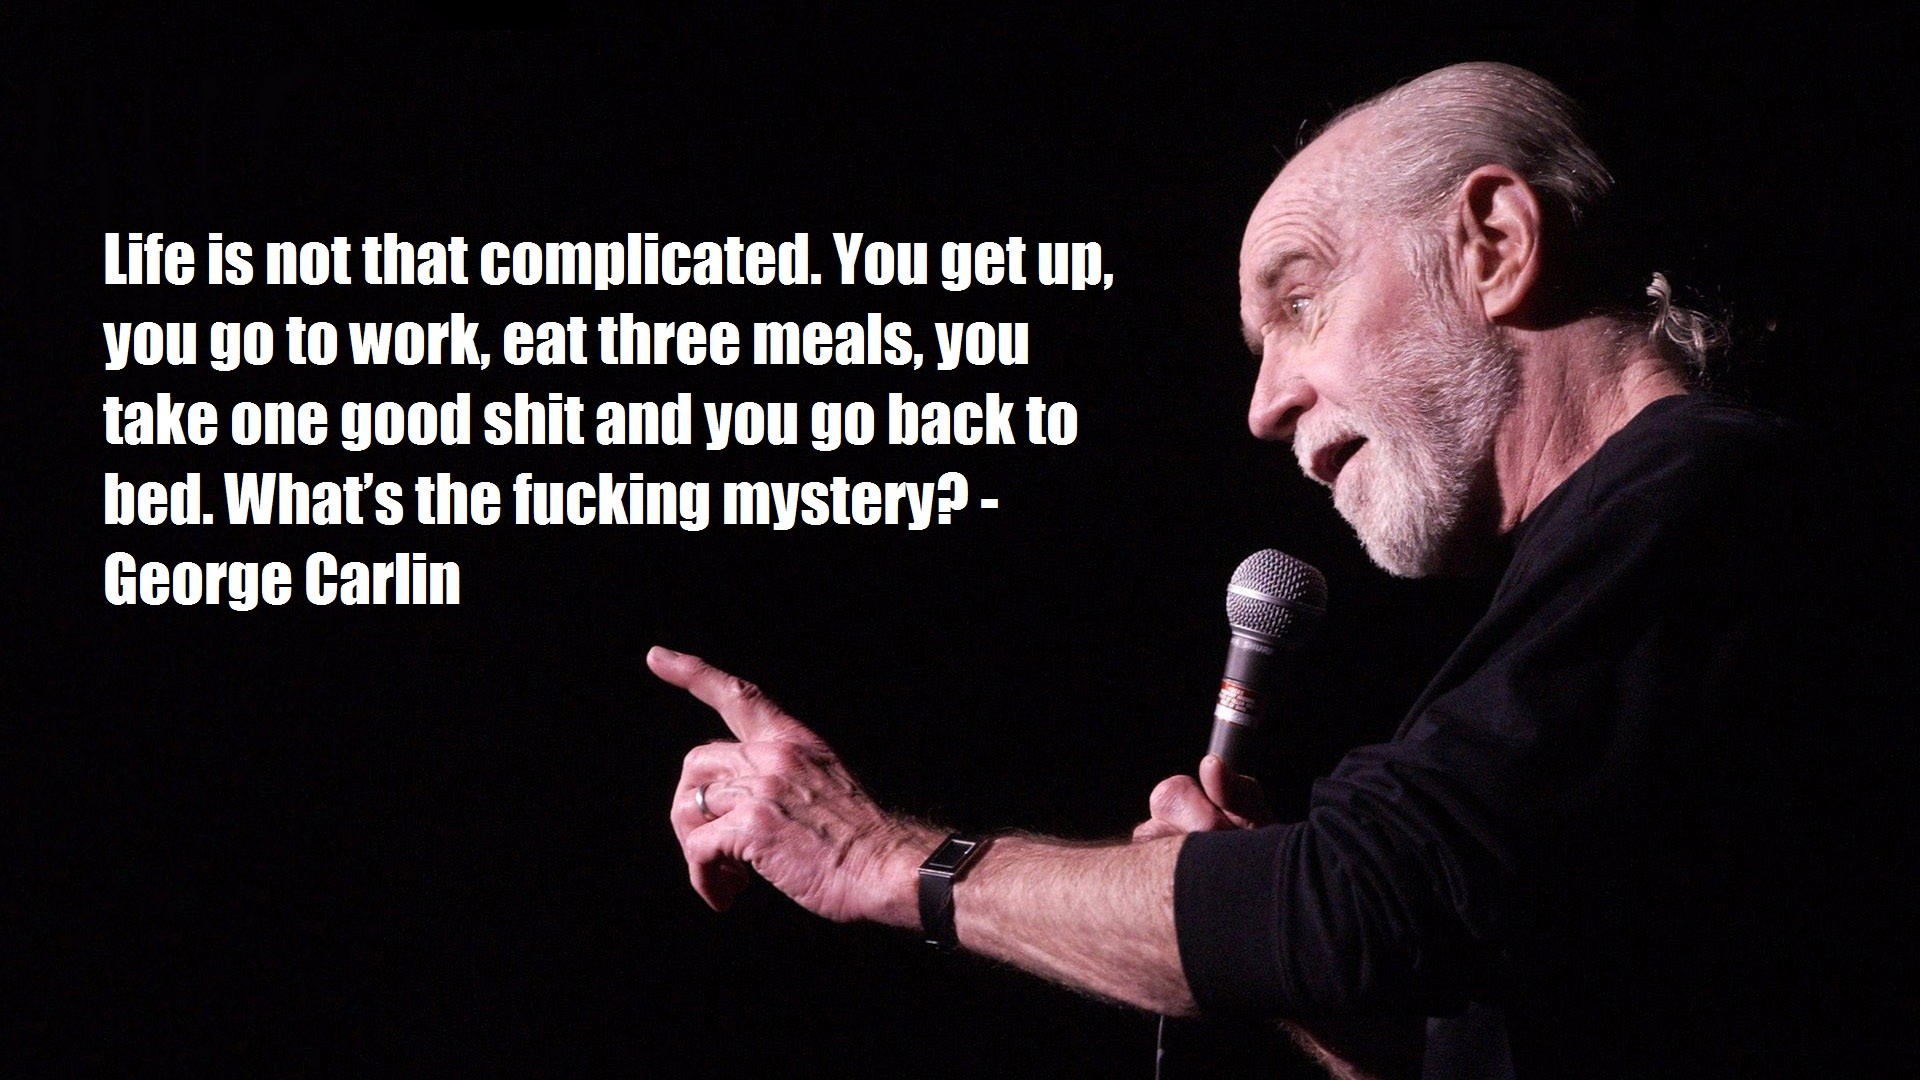 Life is not that complicated. You get up,
you go to work, eat three meals, you
take one good shit and you go back to
bed. What’s the fucking mystery? -
George Carlin
SHURE